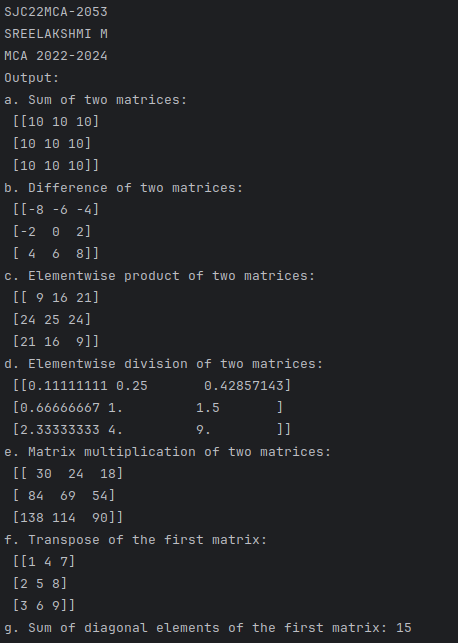 SJC22MCA-2053
SREELAKSHMI M
MCA 2022-2024
Output:
a. Sum of two matrices:
 [[10 10 10]
 [10 10 10]
 [10 10 10]]
b. Difference of two matrices:
 [[-8 -6 -4]
 [-2  0  2]
 [ 4  6  8]]
c. Elementwise product of two matrices:
 [[ 9 16 21]
 [24 25 24]
 [21 16  9]]
d. Elementwise division of two matrices:
 [[0.11111111 0.25       0.42857143]
 [0.66666667 1.         1.5       ]
 [2.33333333 4.         9.        ]]
e. Matrix multiplication of two matrices:
 [[ 30  24  18]
 [ 84  69  54]
 [138 114  90]]
f. Transpose of the first matrix:
 [[1 4 7]
 [2 5 8]
 [3 6 9]]
g. Sum of diagonal elements of the first matrix: 15